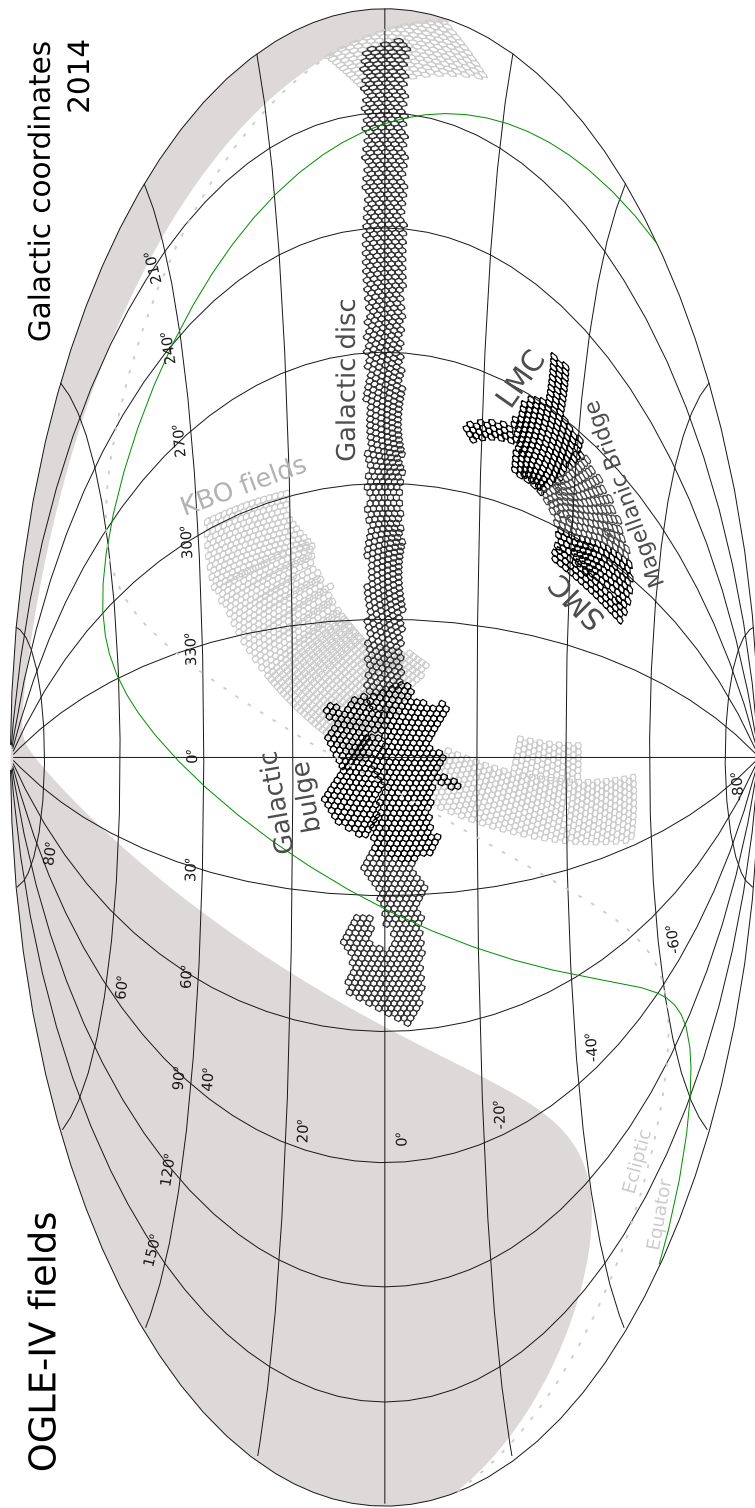 OGLE-IV fields
Galactic coordinates
2014
80°
60°
40°
20°
0°
-20°
-40°
-60°
-80°
150°
120°
90°
60°
30°
0°
330°
300°
270°
240°
210°
KBO fields
Galactic disc
Galactic
bulge
LMC
SMC
Magellanic Bridge
Ecliptic
Equator